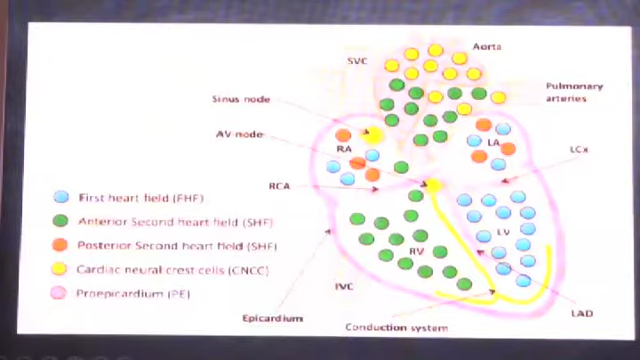 Aorta
SVC
Pulmonary
arteries
Sinus node
AV-node
RA
LA
LCx
RCA
First heart field (FHF)
Anterior Second heart field (SHF)
Posterior Second heart field (SHF)
Cardiac neural crest cells (CNCC)
Proepicardium (PE)
LV
RV
IVC
Epicardium
Conduction system
LAD